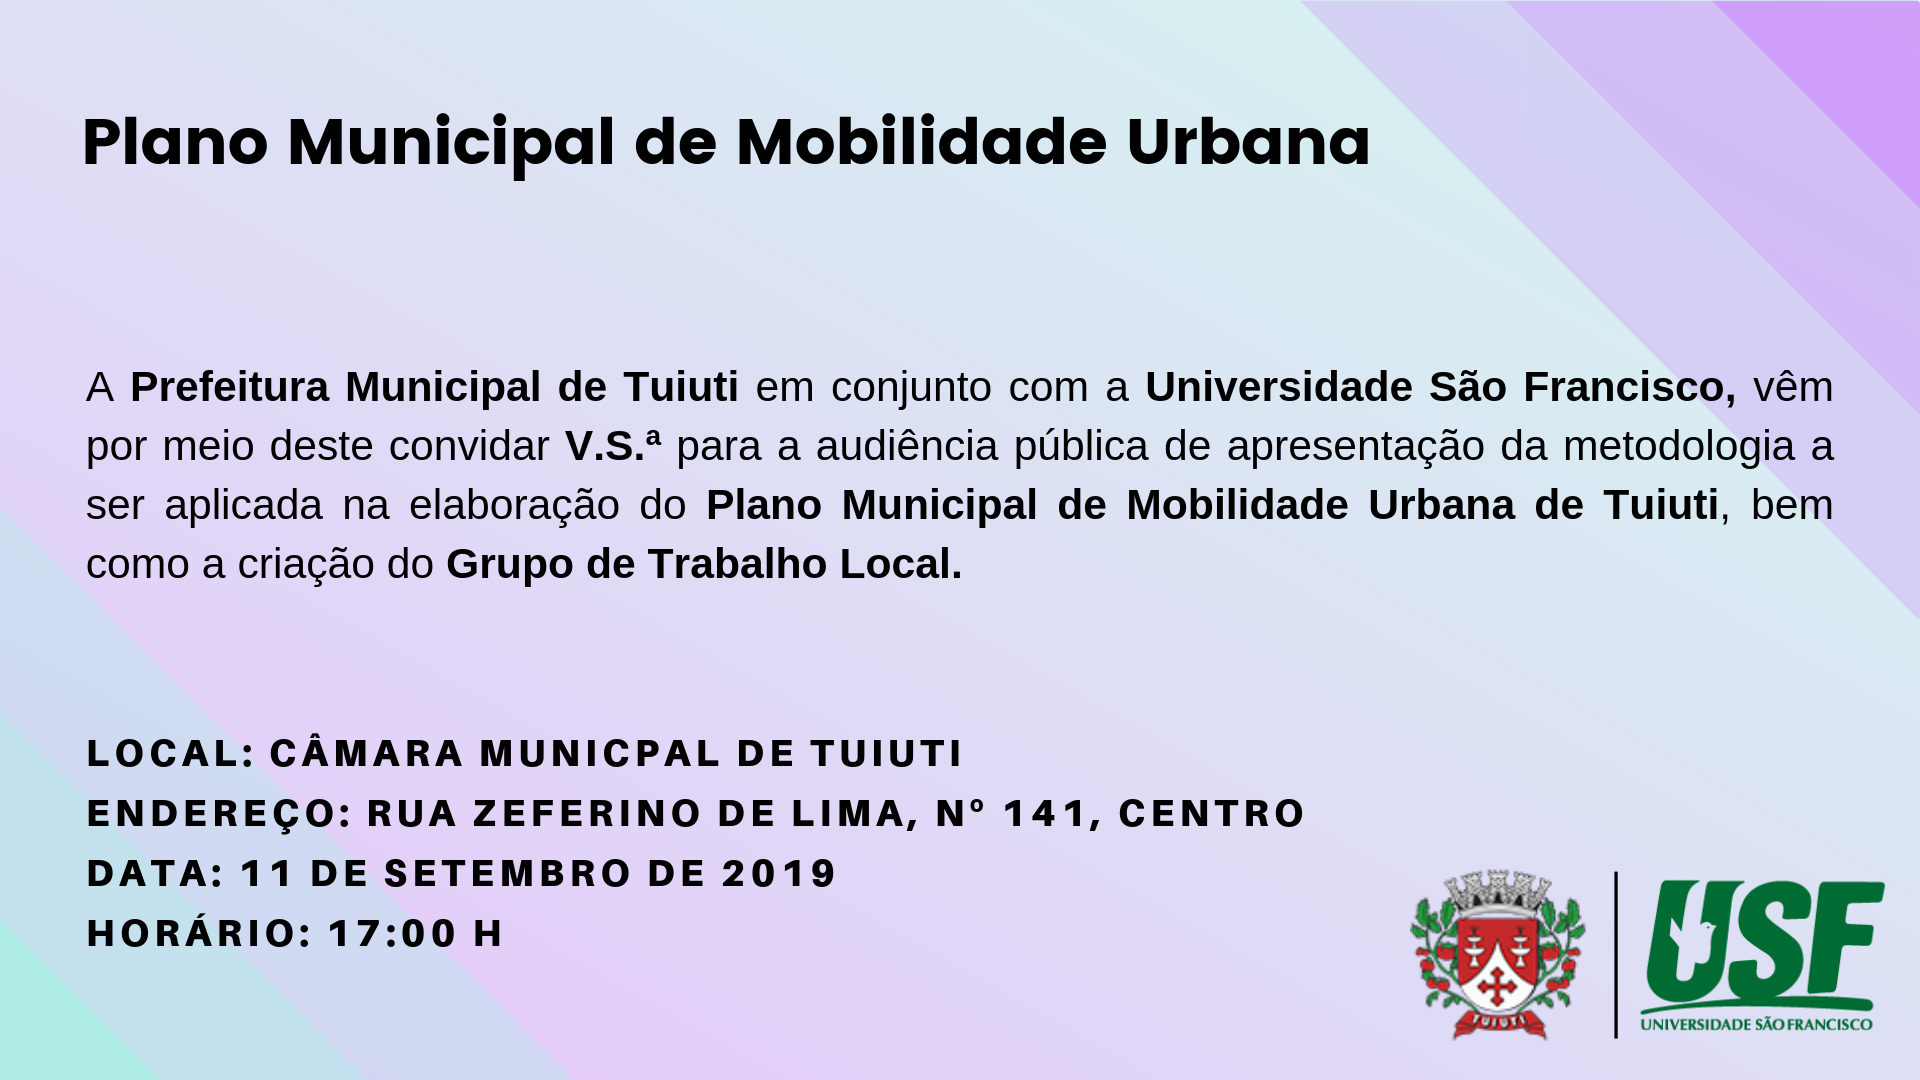 Plano Municipal de Mobilidade Urbana
A Prefeitura Municipal de Tuiuti em conjunto com a Universidade São Francisco, vêm
por meio deste convidar V.S.ª para a audiência pública de apresentação da metodologia a
ser aplicada na elaboração do Plano Municipal de Mobilidade Urbana de Tuiuti, bem
como a criação do Grupo de Trabalho Local.
LOCAL: CÂMARA MUNICPAL DE TUIUTI
ENDEREÇO: RUA ZEFERINO DE LIMA, Nº 141, CENTRO
DATA: 11 DE SETEMBRO DE 2019
HORÁRIO: 17:00 H
TUIUTI
USF
UNIVERSIDADE SÃO FRANCISCO